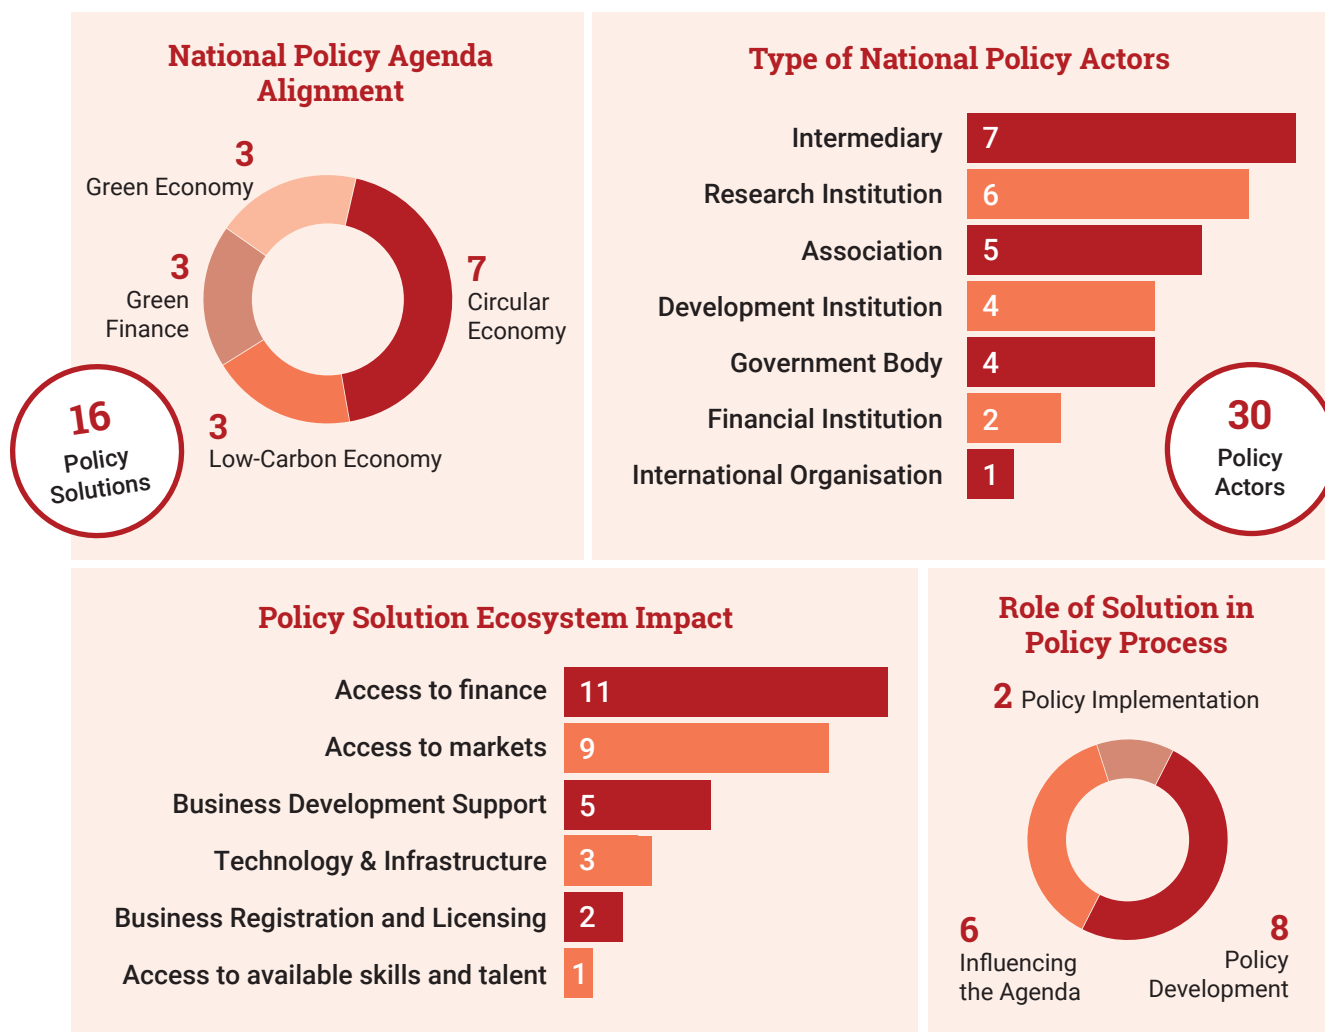 National Policy Agenda
Alignment
3
Green Economy
3
Green
Finance
7
Circular
Economy
3
Low-Carbon Economy
16
Policy
Solutions
Type of National Policy Actors
Intermediary 7
Research Institution 6
Association 5
Development Institution 4
Government Body 4
Financial Institution 2
International Organisation 1
30
Policy
Actors
Policy Solution Ecosystem Impact
Access to finance 11
Access to markets 9
Business Development Support 5
Technology & Infrastructure 3
Business Registration and Licensing 2
Access to available skills and talent 1
Role of Solution in
Policy Process
2 Policy Implementation
6
Influencing
the Agenda
8
Policy
Development